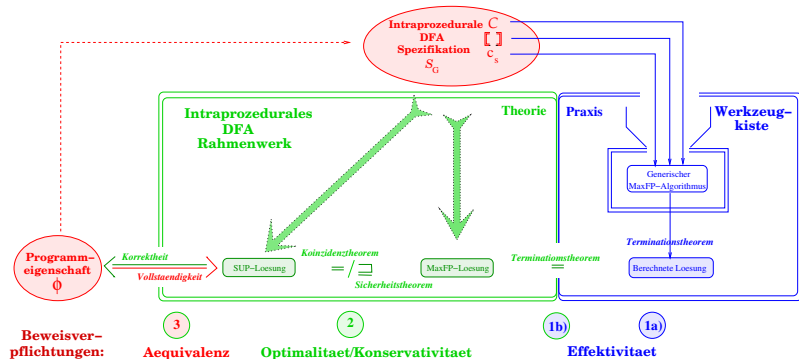 Intraprozedurale C
DFA ⟦ ⟧
Spezifikation c_s
S_G
Intraprozedurales
DFA
Rahmenwerk
Theorie
Praxis
Werkzeug–
kiste
Generischer
MaxFP–Algorithmus
Terminationstheorem
Programm–
eigenschaft
ϕ
Korrektheit
Vollstaendigkeit
SUP–Loesung
Koinzidenztheorem
= / ⊒
Sicherheitstheorem
MaxFP–Loesung
Terminationstheorem
=
Berechnete Loesung
Beweisver–
pflichtungen:
3
Aequivalenz
2
Optimalitaet/Konservativitaet
1b)
1a)
Effektivitaet